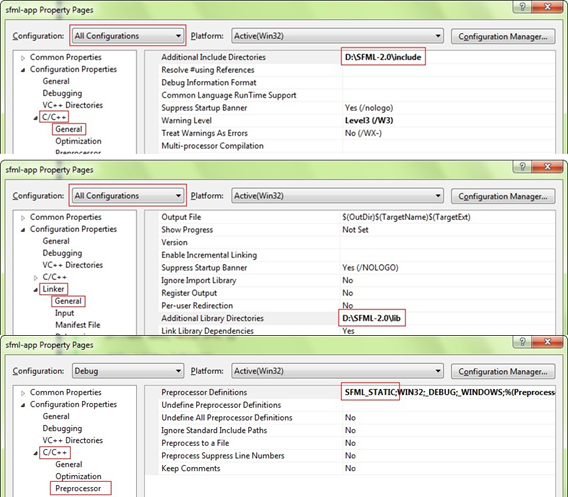 sfml-app Property Pages
Configuration: All Configurations Platform: Active(Win32) Configuration Manager...
Common Properties
Configuration Properties
General
Debugging
VC++ Directories
C/C++
General
Optimization
Preprocessor
Additional Include Directories D:\SFML-2.0\include
Resolve #using References
Debug Information Format
Common Language RunTime Support
Suppress Startup Banner Yes (/nologo)
Warning Level Level3 (/W3)
Treat Warnings As Errors No (/WX-)
Multi-processor Compilation
sfml-app Property Pages
Configuration: All Configurations Platform: Active(Win32) Configuration Manager...
Common Properties
Configuration Properties
General
Debugging
VC++ Directories
C/C++
Linker
General
Input
Manifest File
Output File $(OutDir)$(TargetName)$(TargetExt)
Show Progress Not Set
Version
Enable Incremental Linking
Suppress Startup Banner Yes (/NOLOGO)
Ignore Import Library No
Register Output No
Per-user Redirection No
Additional Library Directories D:\SFML-2.0\lib
Link Library Dependencies Yes
sfml-app Property Pages
Configuration: Debug Platform: Active(Win32) Configuration Manager...
Common Properties
Configuration Properties
General
Debugging
VC++ Directories
C/C++
General
Optimization
Preprocessor
Preprocessor Definitions SFML_STATIC;WIN32;_DEBUG;_WINDOWS;%(Preproces
Undefine Preprocessor Definitions
Undefine All Preprocessor Definitions No
Ignore Standard Include Paths No
Preprocess to a File No
Preprocess Suppress Line Numbers No
Keep Comments No